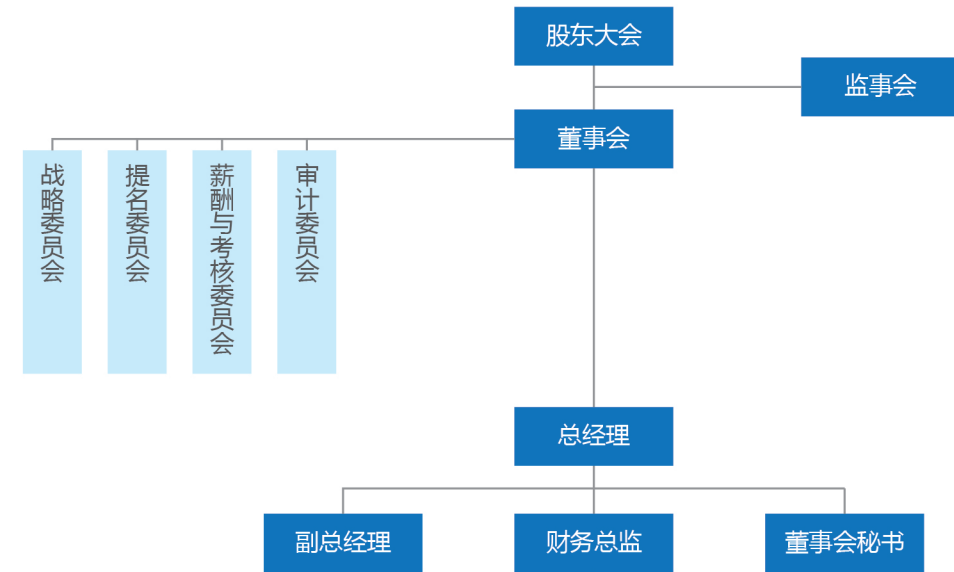 股东大会
监事会
董事会
战略委员会
提名委员会
薪酬与考核委员会
审计委员会
总经理
副总经理
财务总监
董事会秘书